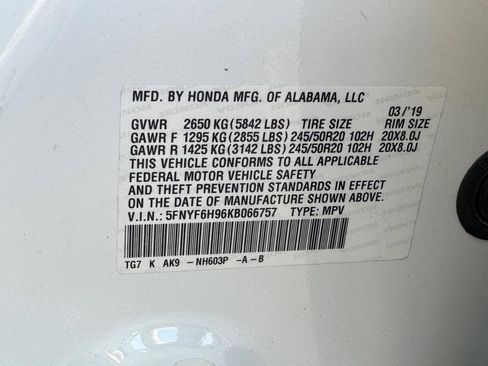 MFD. BY HONDA MFG. OF ALABAMA, LLC
03/'19
GVWR 2650 KG (5842 LBS) TIRE SIZE RIM SIZE
GAWR F 1295 KG (2855 LBS) 245/50R20 102H 20X8.0J
GAWR R 1425 KG (3142 LBS) 245/50R20 102H 20X8.0J
THIS VEHICLE CONFORMS TO ALL APPLICABLE
FEDERAL MOTOR VEHICLE SAFETY
AND THEFT PREVENTION STANDARDS IN EFFECT
ON THE DATE OF MANUFACTURE SHOWN ABOVE.
V.I.N.: 5FNYF6H96KB066757 TYPE: MPV
TG7 K AK9 -NH603P -A-B